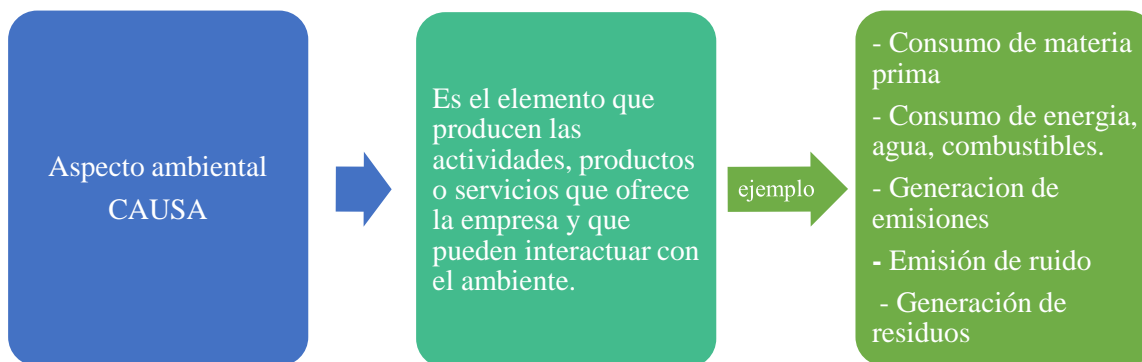 Aspecto ambiental
CAUSA
Es el elemento que
producen las
actividades, productos
o servicios que ofrece
la empresa y que
pueden interactuar con
el ambiente.
ejemplo
- Consumo de materia
prima
- Consumo de energia,
agua, combustibles.
- Generacion de
emisiones
- Emisión de ruido
- Generación de
residuos